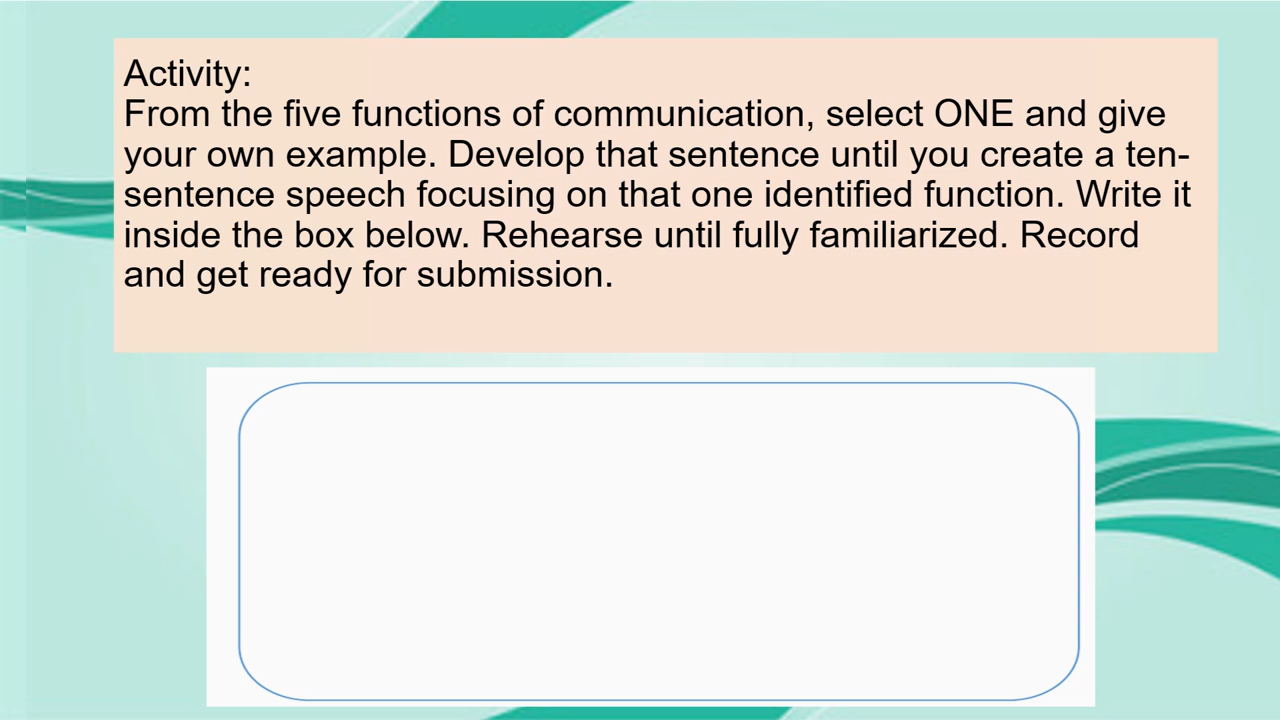 Activity:
From the five functions of communication, select ONE and give
your own example. Develop that sentence until you create a ten-
sentence speech focusing on that one identified function. Write it
inside the box below. Rehearse until fully familiarized. Record
and get ready for submission.